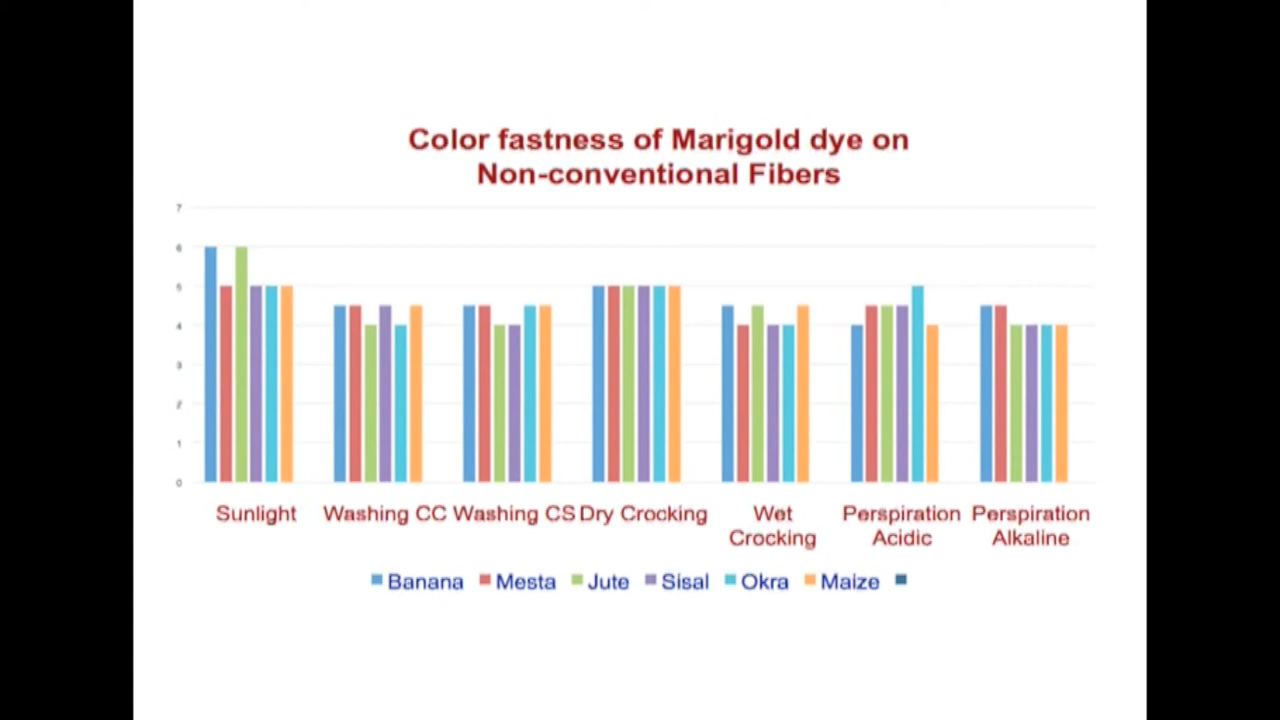 Color fastness of Marigold dye on
Non-conventional Fibers
7
6
5
4
3
2
1
0
Sunlight Washing CC Washing CS Dry Crocking Wet Crocking Perspiration Acidic Perspiration Alkaline
Banana Mesta Jute Sisal Okra Maize